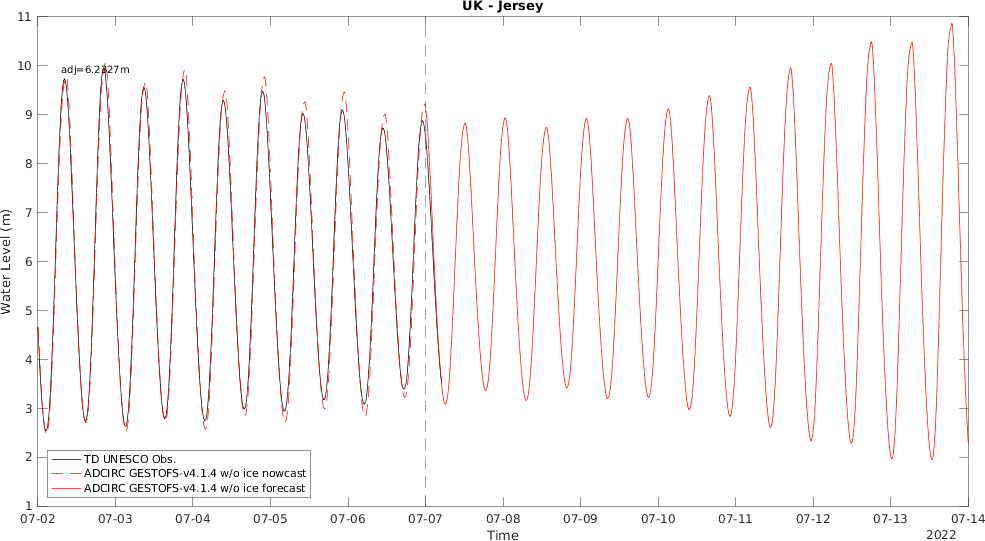 UK - Jersey
11
10
9
8
7
6
5
4
3
2
1
Water Level (m)
adj=6.2327m
TD UNESCO Obs.
ADCIRC GESTOFS-v4.1.4 w/o ice nowcast
ADCIRC GESTOFS-v4.1.4 w/o ice forecast
07-02 07-03 07-04 07-05 07-06 07-07 07-08 07-09 07-10 07-11 07-12 07-13 07-14
Time
2022